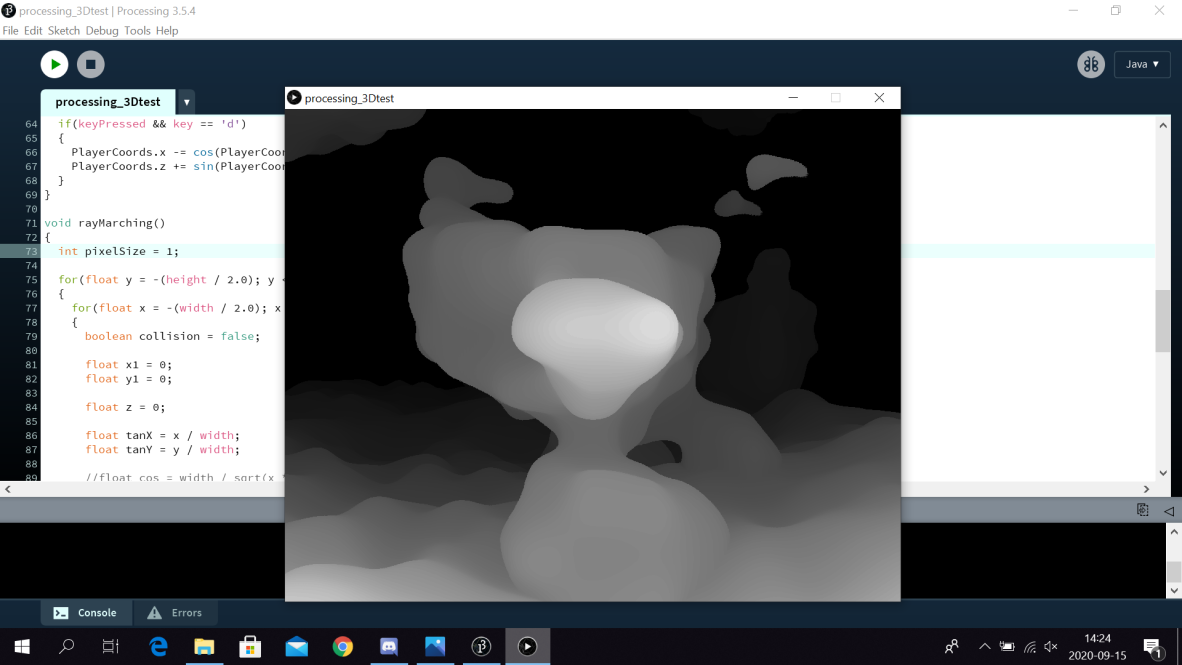 processing_3Dtest | Processing 3.5.4
File Edit Sketch Debug Tools Help
Java ▼
processing_3Dtest ▼
processing_3Dtest
64 if(keyPressed && key == 'd')
65 {
66 PlayerCoords.x -= cos(PlayerCoor
67 PlayerCoords.z += sin(PlayerCoor
68 }
69 }
70
71 void rayMarching()
72 {
73 int pixelSize = 1;
74
75 for(float y = -(height / 2.0); y <
76 {
77 for(float x = -(width / 2.0); x
78 {
79 boolean collision = false;
80
81 float x1 = 0;
82 float y1 = 0;
83
84 float z = 0;
85
86 float tanX = x / width;
87 float tanY = y / width;
88
89 //float cos = width / sqrt(x
Console
Errors
14:24
2020-09-15
1